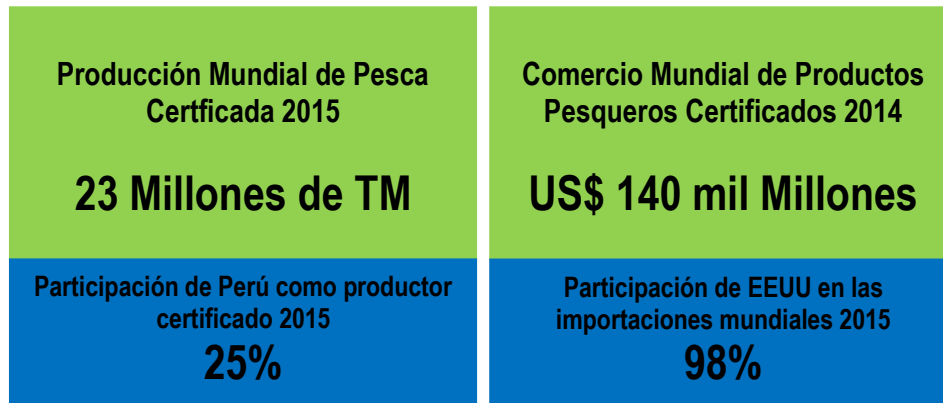 Producción Mundial de Pesca
Certficada 2015
23 Millones de TM
Participación de Perú como productor
certificado 2015
25%
Comercio Mundial de Productos
Pesqueros Certificados 2014
US$ 140 mil Millones
Participación de EEUU en las
importaciones mundiales 2015
98%